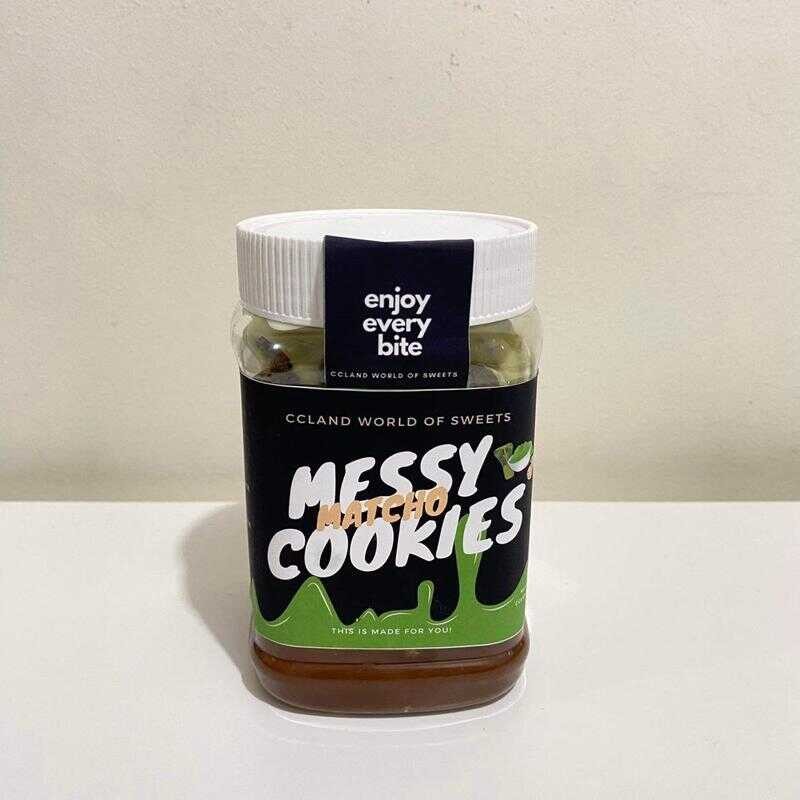 enjoy
every
bite
CCLAND WORLD OF SWEETS
CCLAND WORLD OF SWEETS
MESSY
MATCHO
COOKIES
THIS IS MADE FOR YOU!